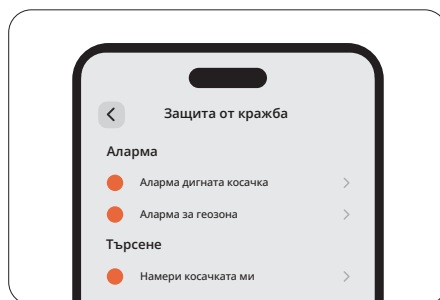 Защита от кражба
Аларма
Аларма дигната косачка
Аларма за геозона
Търсене
Намери косачката ми